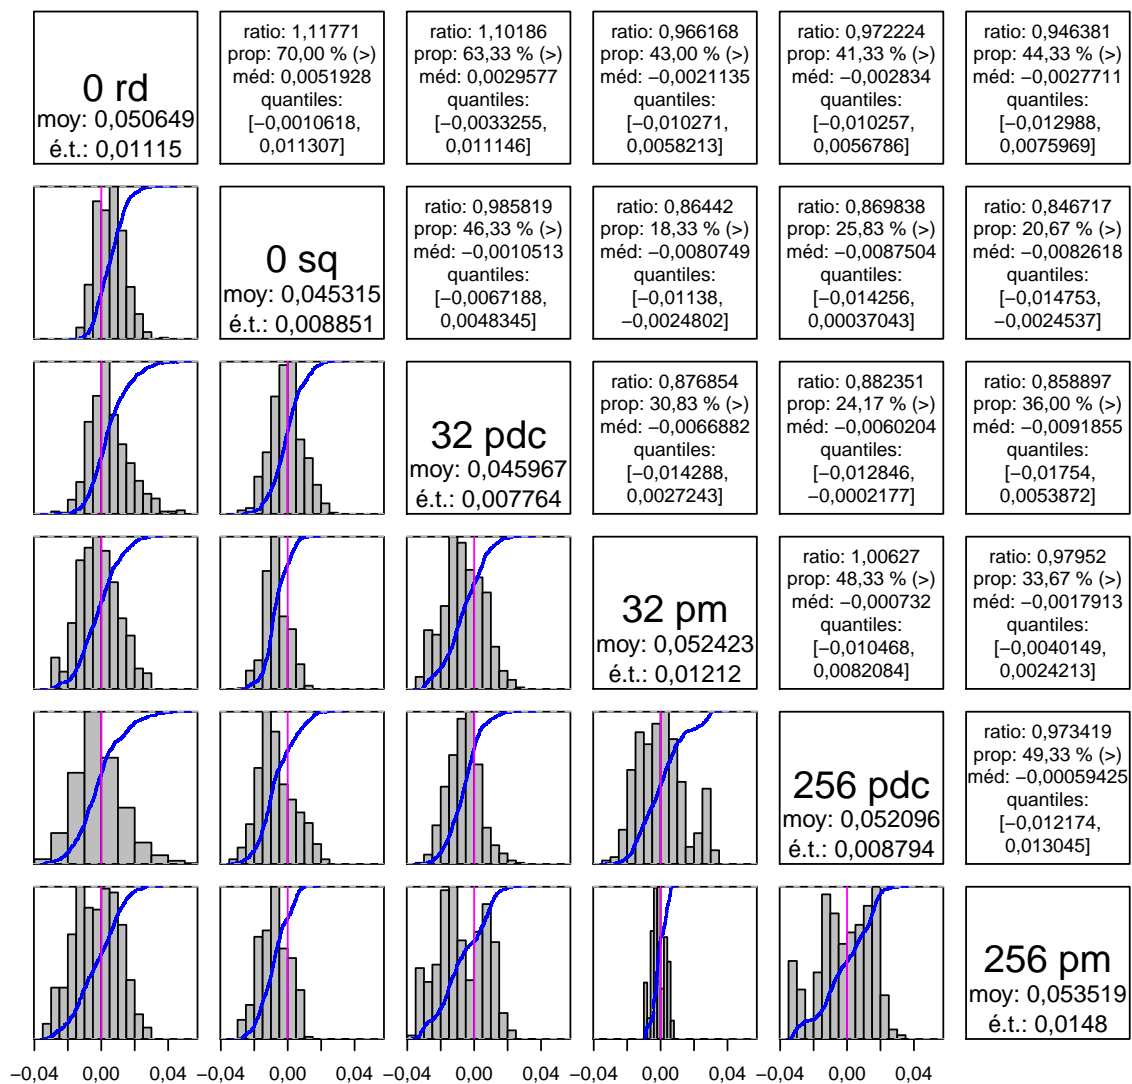 0 rd
moy: 0,050649
é.t.: 0,01115
ratio: 1,11771
prop: 70,00 % (>)
méd: 0,0051928
quantiles:
[−0,0010618,
0,011307]
ratio: 1,10186
prop: 63,33 % (>)
méd: 0,0029577
quantiles:
[−0,0033255,
0,011146]
ratio: 0,966168
prop: 43,00 % (>)
méd: −0,0021135
quantiles:
[−0,010271,
0,0058213]
ratio: 0,972224
prop: 41,33 % (>)
méd: −0,002834
quantiles:
[−0,010257,
0,0056786]
ratio: 0,946381
prop: 44,33 % (>)
méd: −0,0027711
quantiles:
[−0,012988,
0,0075969]
0 sq
moy: 0,045315
é.t.: 0,008851
ratio: 0,985819
prop: 46,33 % (>)
méd: −0,0010513
quantiles:
[−0,0067188,
0,0048345]
ratio: 0,86442
prop: 18,33 % (>)
méd: −0,0080749
quantiles:
[−0,01138,
−0,0024802]
ratio: 0,869838
prop: 25,83 % (>)
méd: −0,0087504
quantiles:
[−0,014256,
0,00037043]
ratio: 0,846717
prop: 20,67 % (>)
méd: −0,0082618
quantiles:
[−0,014753,
−0,0024537]
32 pdc
moy: 0,045967
é.t.: 0,007764
ratio: 0,876854
prop: 30,83 % (>)
méd: −0,0066882
quantiles:
[−0,014288,
0,0027243]
ratio: 0,882351
prop: 24,17 % (>)
méd: −0,0060204
quantiles:
[−0,012846,
−0,0002177]
ratio: 0,858897
prop: 36,00 % (>)
méd: −0,0091855
quantiles:
[−0,01754,
0,0053872]
32 pm
moy: 0,052423
é.t.: 0,01212
ratio: 1,00627
prop: 48,33 % (>)
méd: −0,000732
quantiles:
[−0,010468,
0,0082084]
ratio: 0,97952
prop: 33,67 % (>)
méd: −0,0017913
quantiles:
[−0,0040149,
0,0024213]
256 pdc
moy: 0,052096
é.t.: 0,008794
ratio: 0,973419
prop: 49,33 % (>)
méd: −0,00059425
quantiles:
[−0,012174,
0,013045]
256 pm
moy: 0,053519
é.t.: 0,0148
−0,04 0,00 0,04 −0,04 0,00 0,04 −0,04 0,00 0,04 −0,04 0,00 0,04 −0,04 0,00 0,04